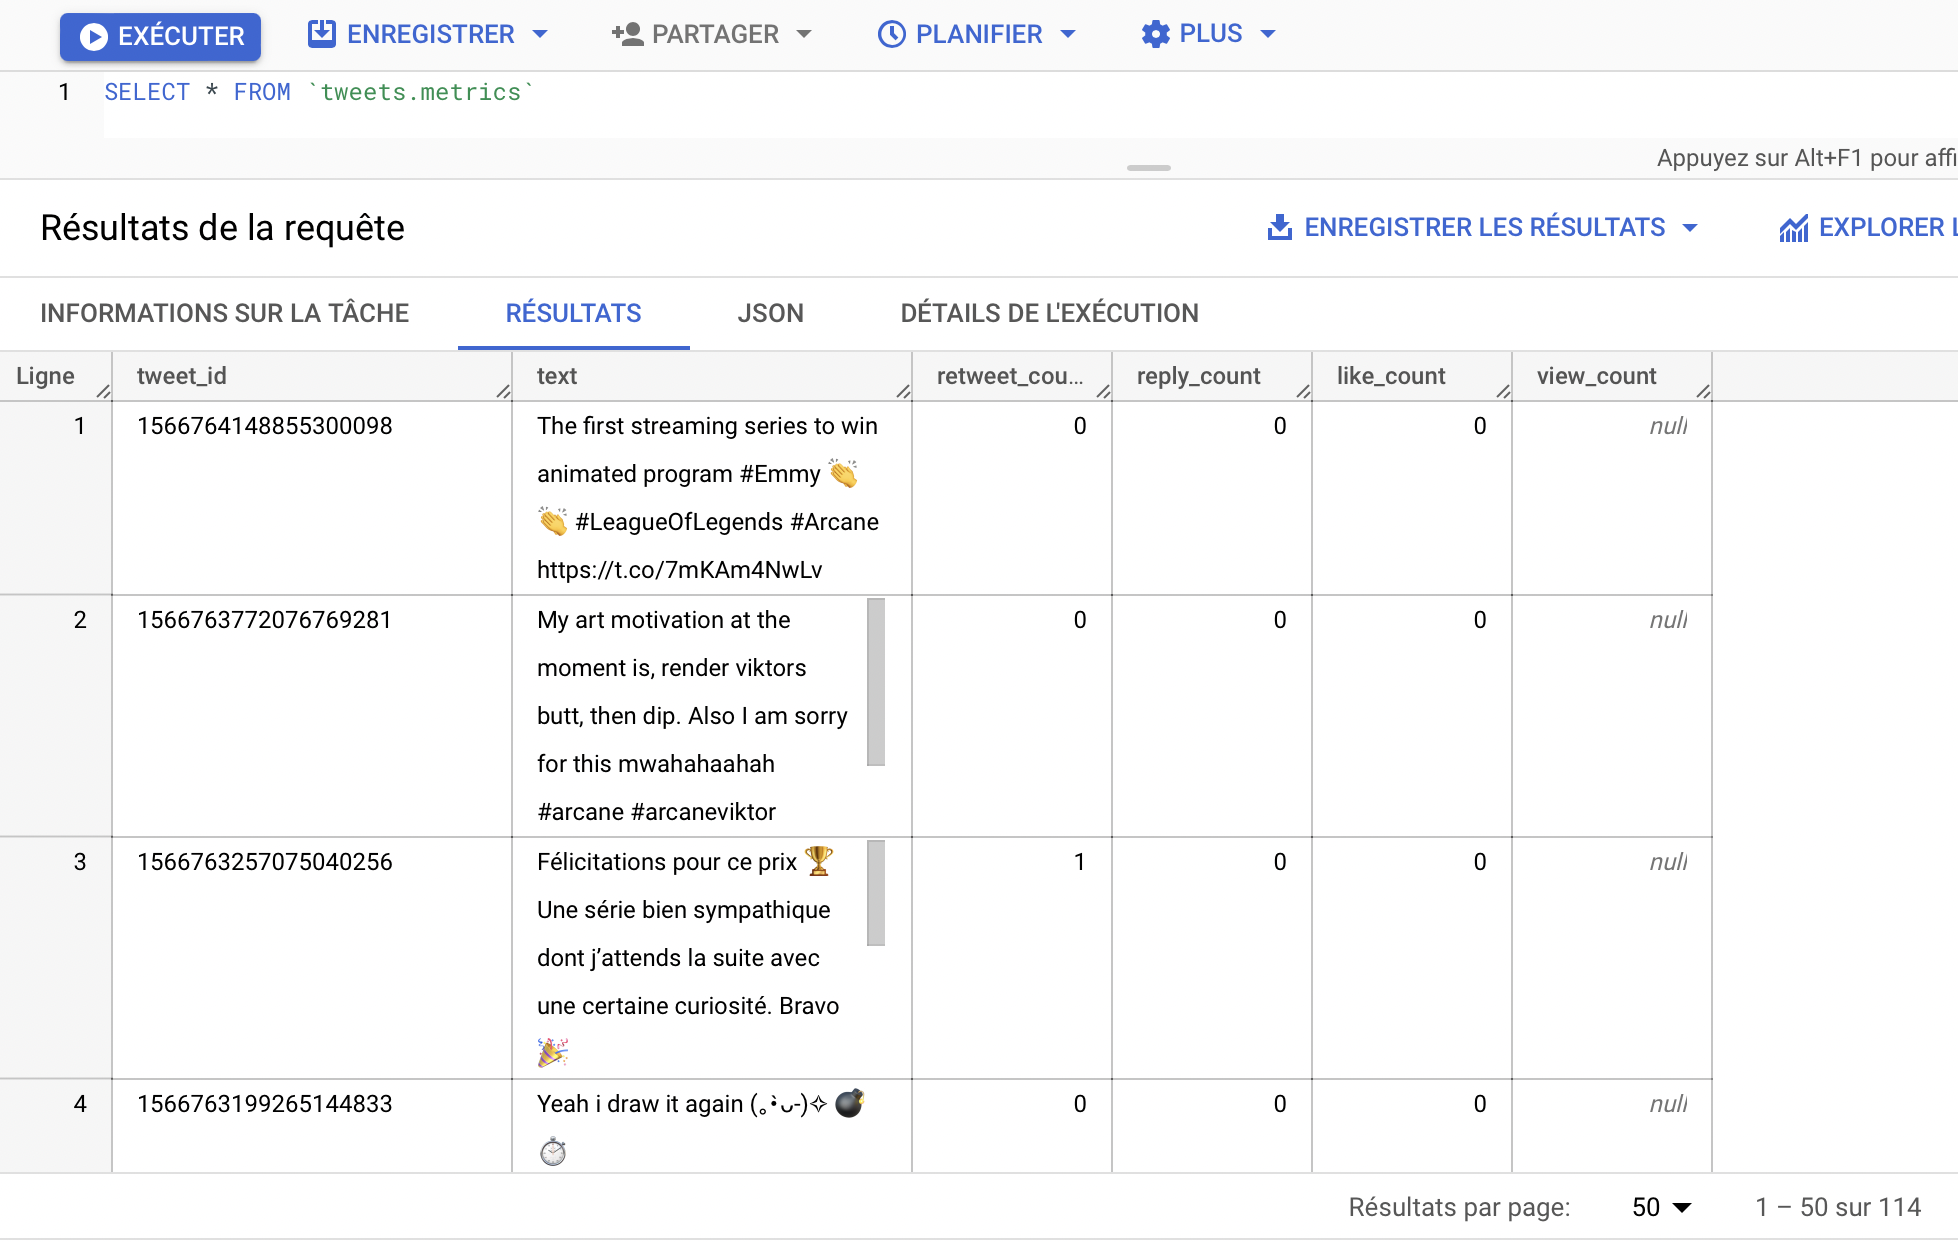 EXÉCUTER ENREGISTRER PARTAGER PLANIFIER PLUS
1 SELECT * FROM `tweets.metrics`
Appuyez sur Alt+F1 pour affi
Résultats de la requête ENREGISTRER LES RÉSULTATS EXPLORER L
INFORMATIONS SUR LA TÂCHE RÉSULTATS JSON DÉTAILS DE L'EXÉCUTION
Ligne tweet_id text retweet_cou... reply_count like_count view_count
1 1566764148855300098 The first streaming series to win 0 0 0 null
animated program #Emmy 👏
👏 #LeagueOfLegends #Arcane
https://t.co/7mKAm4NwLv
2 1566763772076769281 My art motivation at the 0 0 0 null
moment is, render viktors
butt, then dip. Also I am sorry
for this mwahahaahah
#arcane #arcaneviktor
3 1566763257075040256 Félicitations pour ce prix 🏆 1 0 0 null
Une série bien sympathique
dont j’attends la suite avec
une certaine curiosité. Bravo
🎉
4 1566763199265144833 Yeah i draw it again (｡•̀ᴗ-)✧ 💣 0 0 0 null
⏱
Résultats par page: 50 1 – 50 sur 114